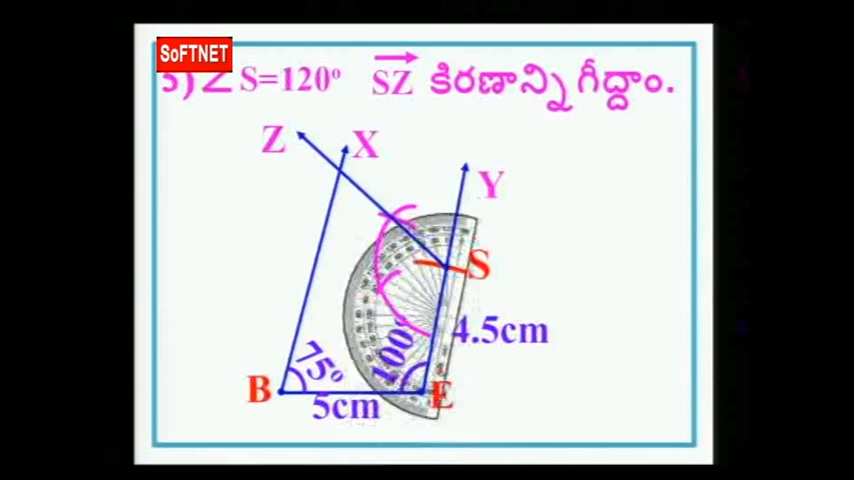 SoFTNET
5) ∠ S=120° SZ కిరణాన్ని గీద్దాం.
Z
X
Y
S
4.5cm
100°
75°
B
E
5cm